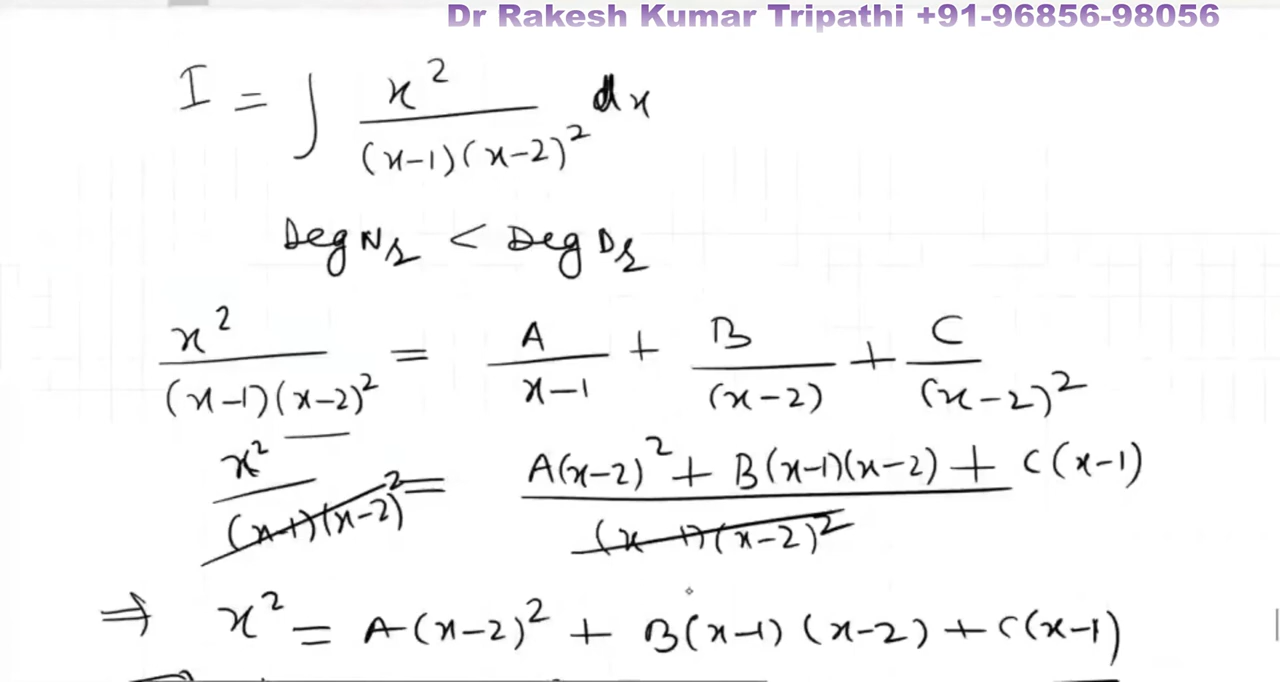 Dr Rakesh Kumar Tripathi +91-96856-98056
I = ∫ x² / (x-1)(x-2)² dx
Deg Nr < Deg Dr
x² / (x-1)(x-2)² = A / x-1 + B / (x-2) + C / (x-2)²
x² / (x-1)(x-2)² = A(x-2)² + B(x-1)(x-2) + C(x-1) / (x-1)(x-2)²
⇒ x² = A(x-2)² + B(x-1)(x-2) + C(x-1)